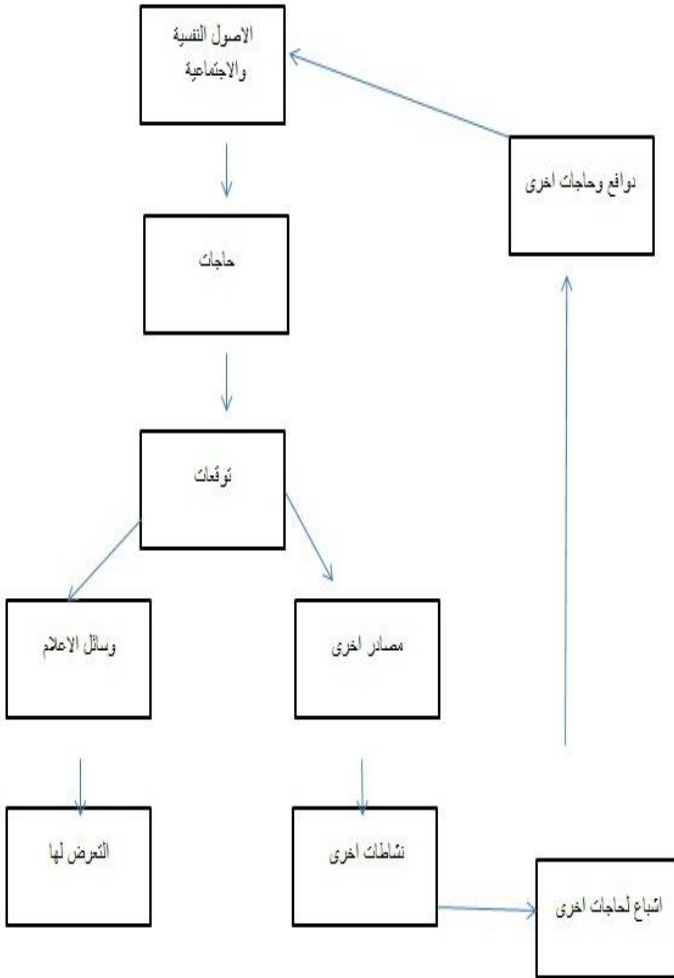 الاصول النفسية
والاجتماعية
دوافع وحاجات اخرى
حاجات
توقعات
وسائل الاعلام
مصادر اخرى
التعرض لها
نشاطات اخرى
اشباع لحاجات اخرى